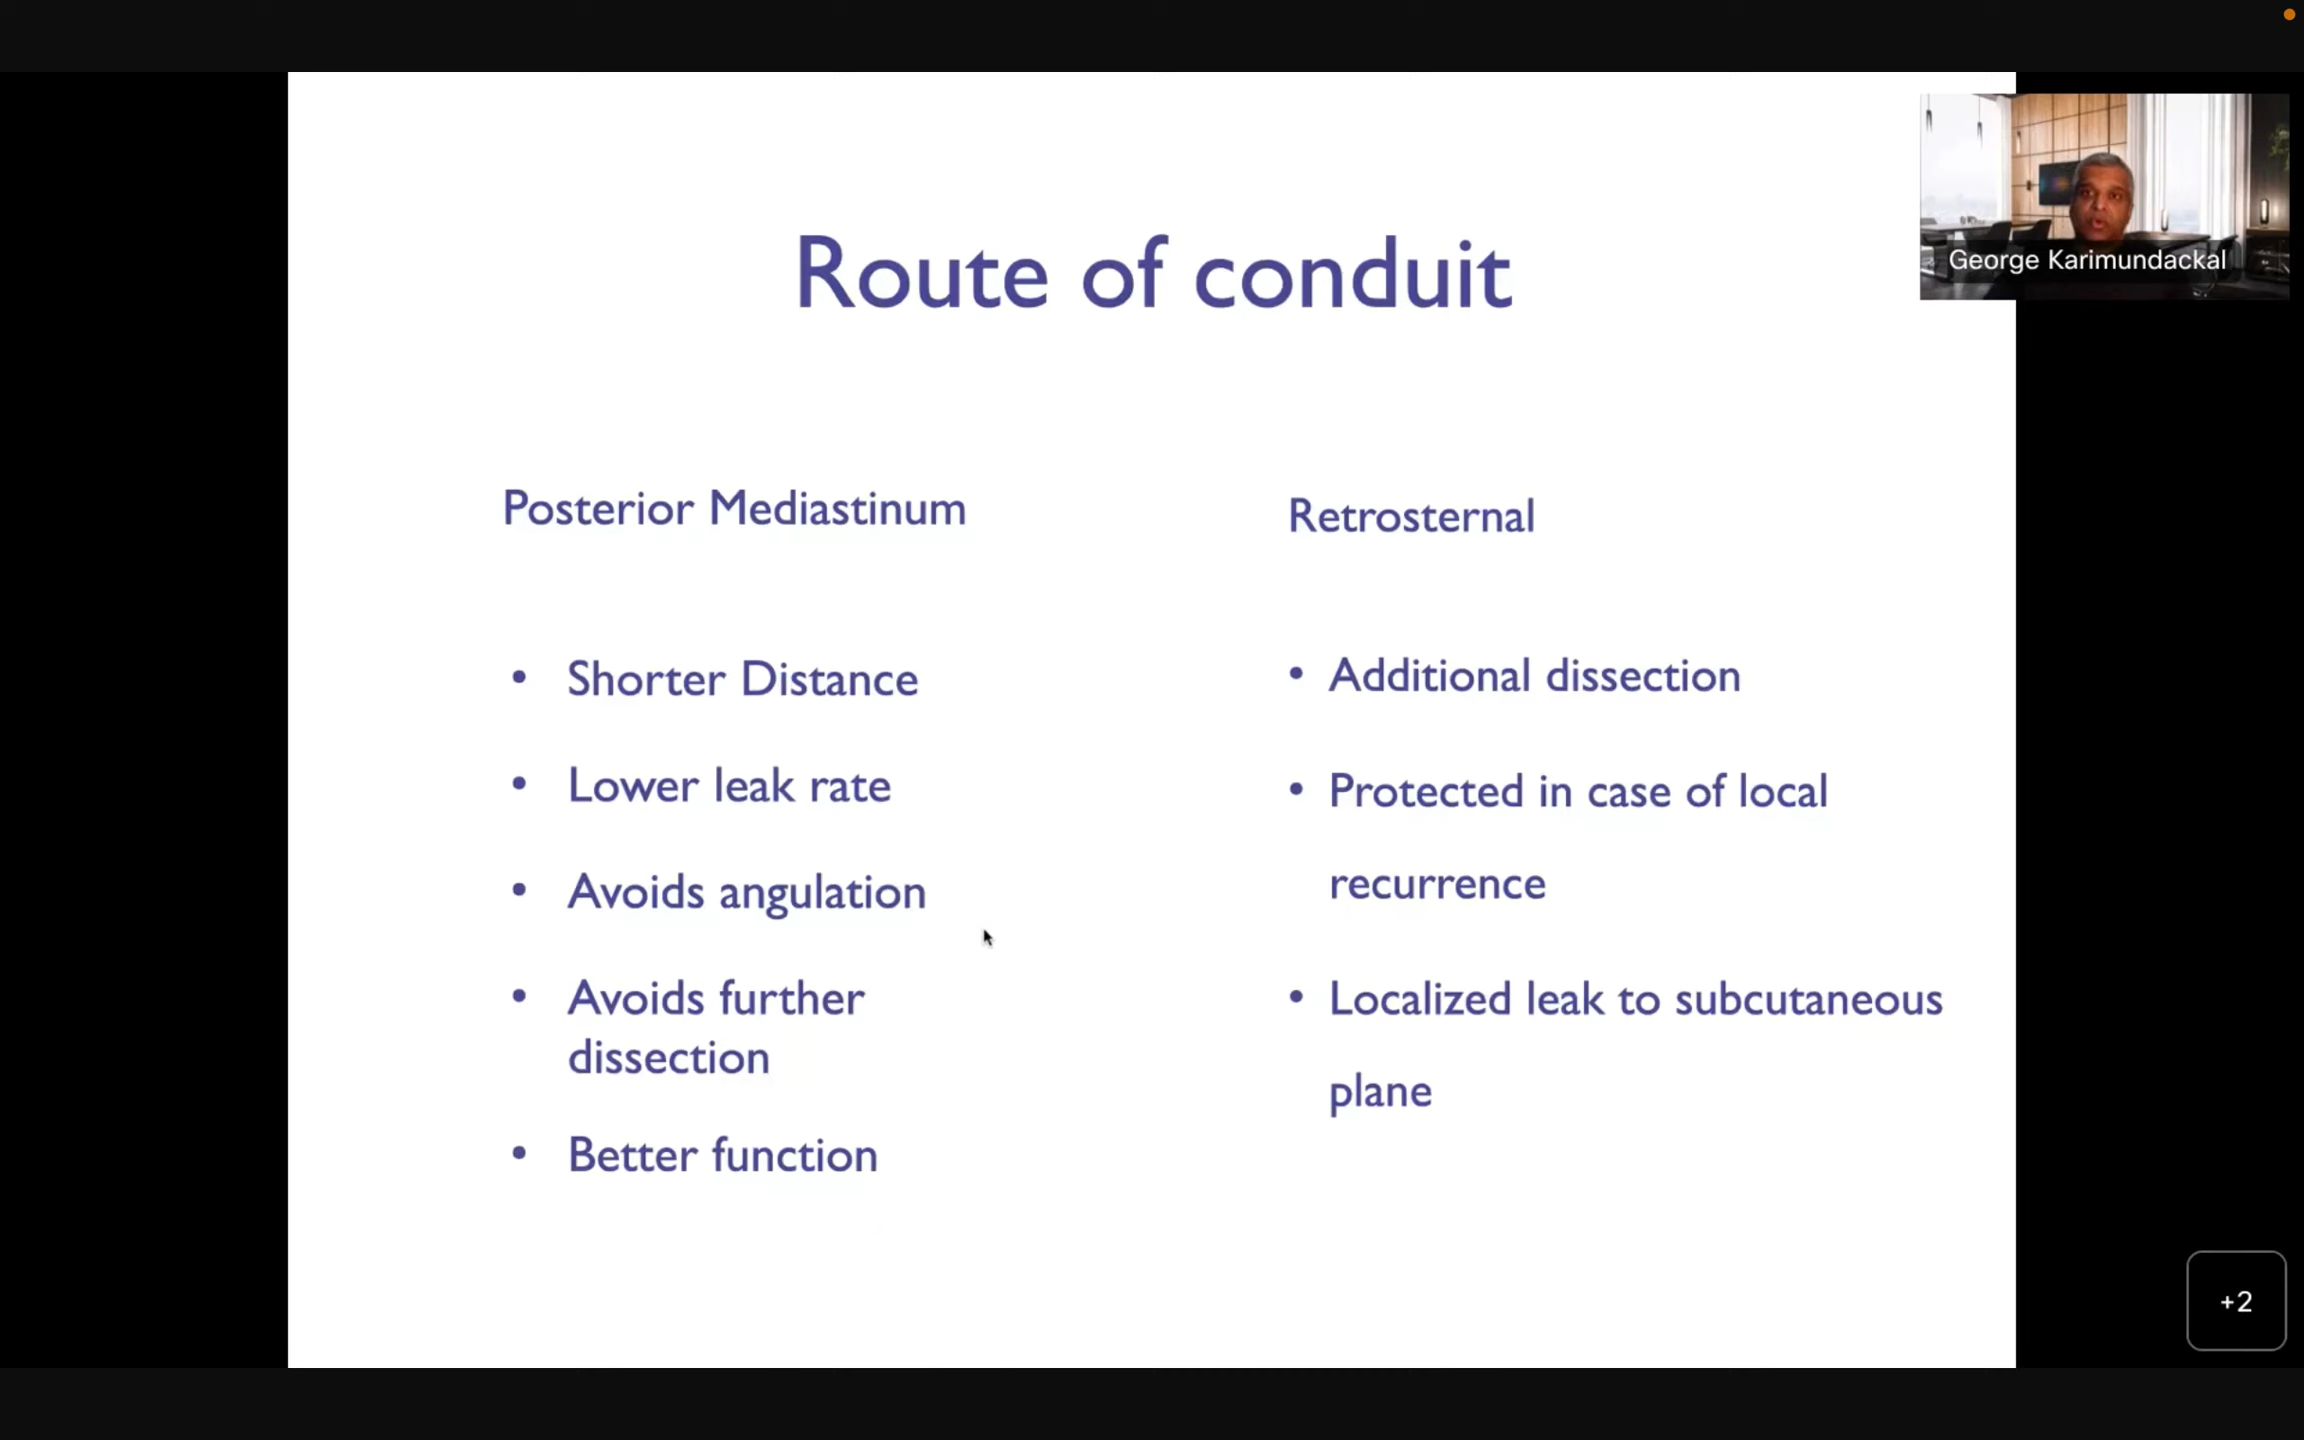 Route of conduit
George Karimundackal
Posterior Mediastinum
• Shorter Distance
• Lower leak rate
• Avoids angulation
• Avoids further
dissection
• Better function
Retrosternal
• Additional dissection
• Protected in case of local
recurrence
• Localized leak to subcutaneous
plane
+2